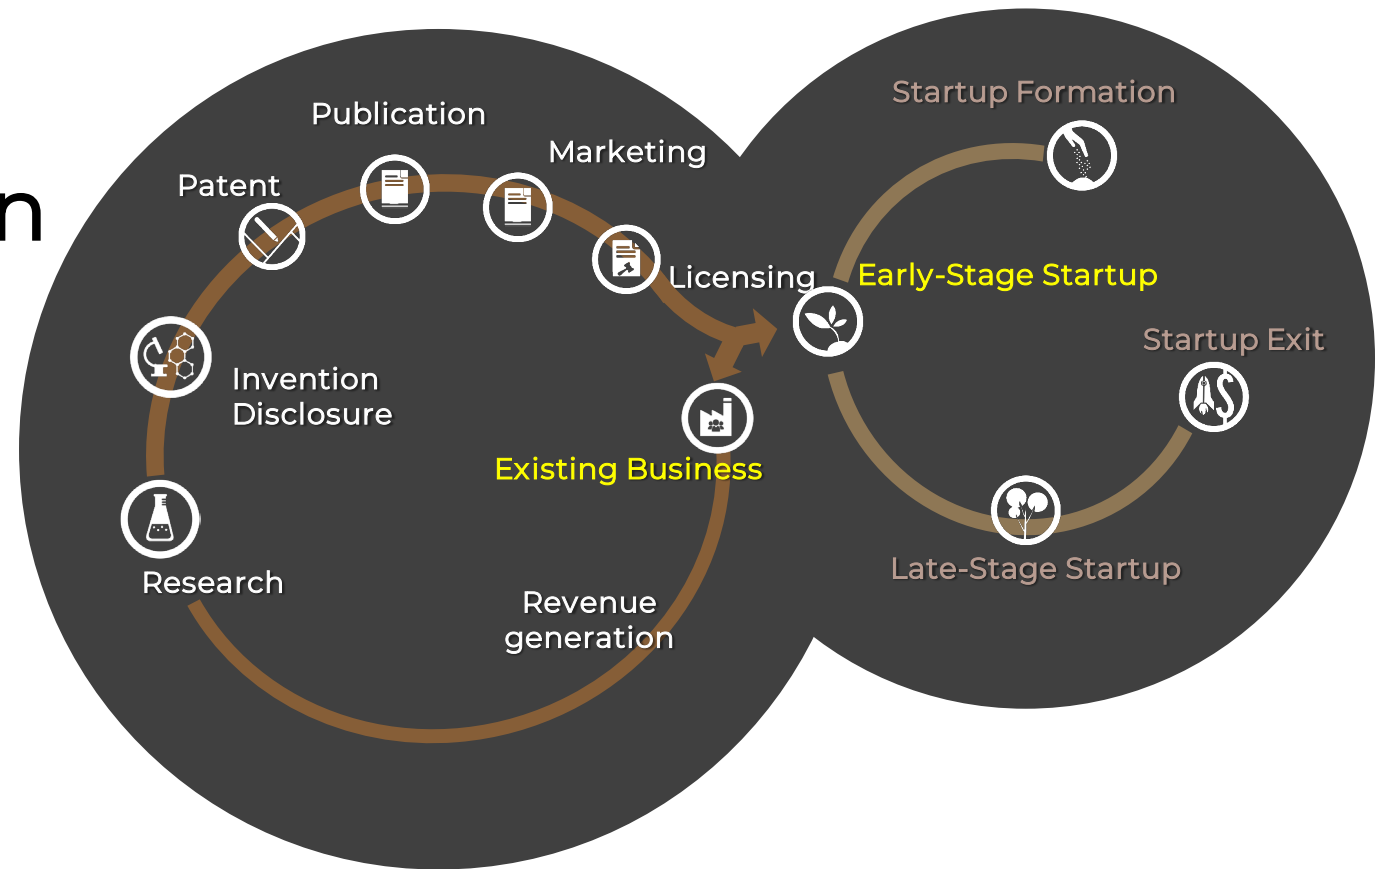 n
Publication
Marketing
Patent
Licensing
Invention
Disclosure
Existing Business
Research
Revenue
generation
Startup Formation
Early-Stage Startup
Startup Exit
Late-Stage Startup